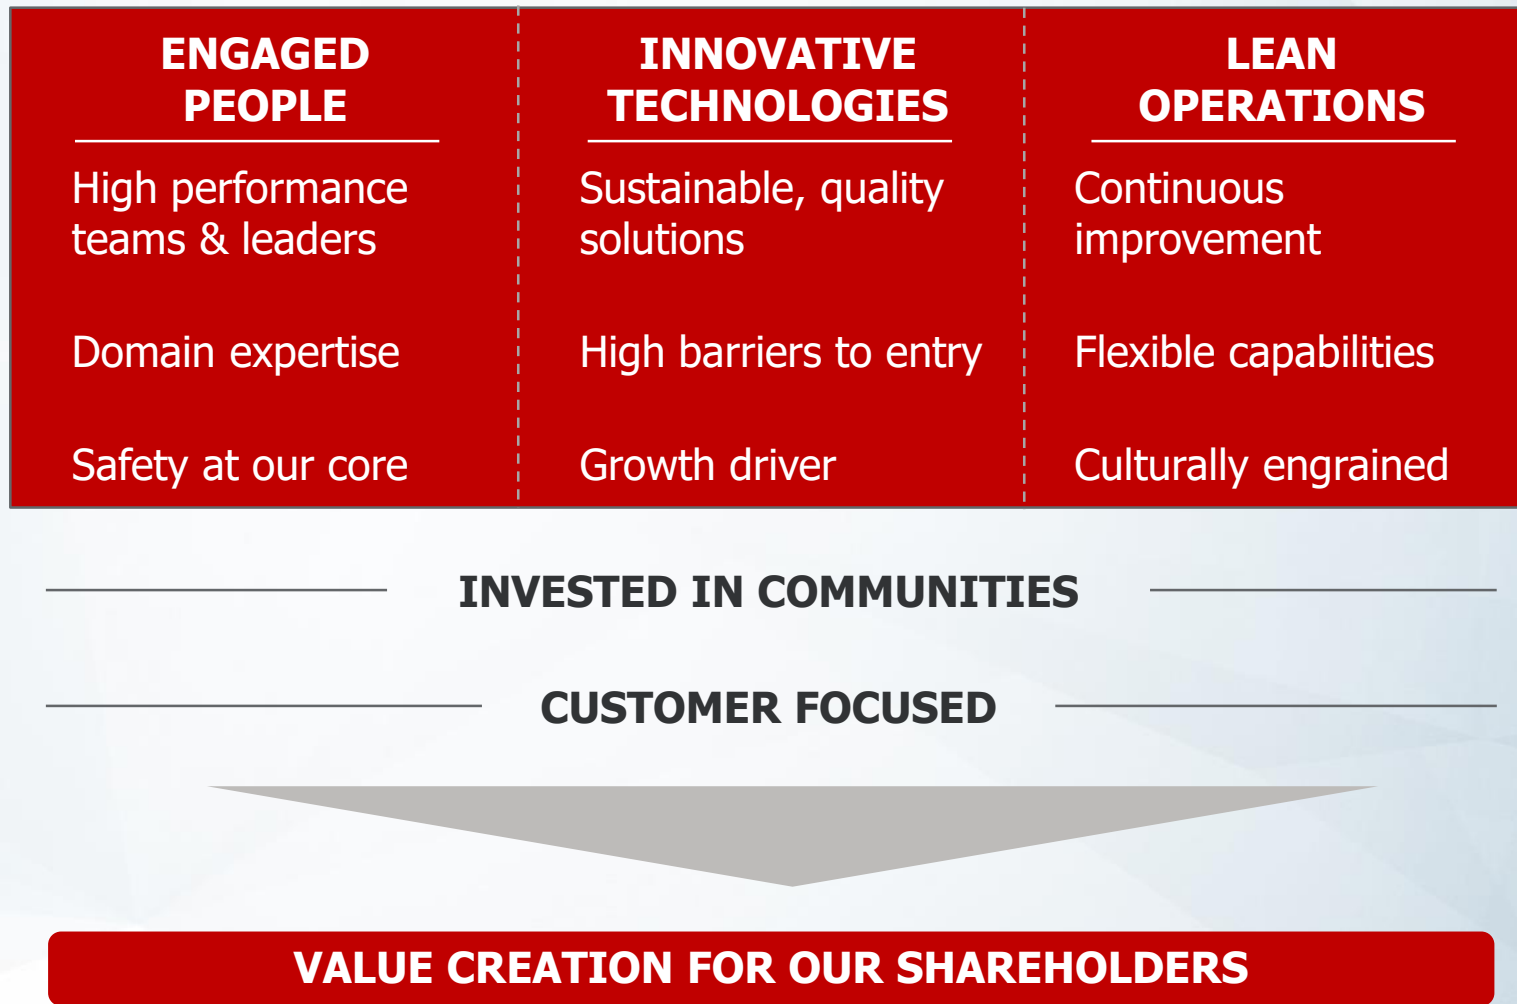 ENGAGED
PEOPLE
High performance
teams & leaders
Domain expertise
Safety at our core
INNOVATIVE
TECHNOLOGIES
Sustainable, quality
solutions
High barriers to entry
Growth driver
LEAN
OPERATIONS
Continuous
improvement
Flexible capabilities
Culturally engrained
INVESTED IN COMMUNITIES
CUSTOMER FOCUSED
VALUE CREATION FOR OUR SHAREHOLDERS